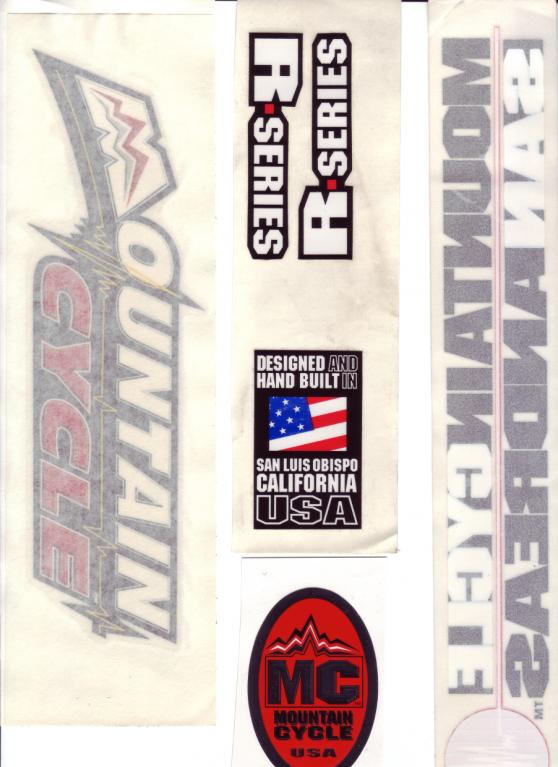 MOUNTAIN
CYCLE
R-SERIES
R-SERIES
DESIGNED AND
HAND BUILT IN
SAN LUIS OBISPO
CALIFORNIA
USA
MC
MOUNTAIN
CYCLE
USA
MOUNTAIN CYCLE
SAN ANDREAS
MT